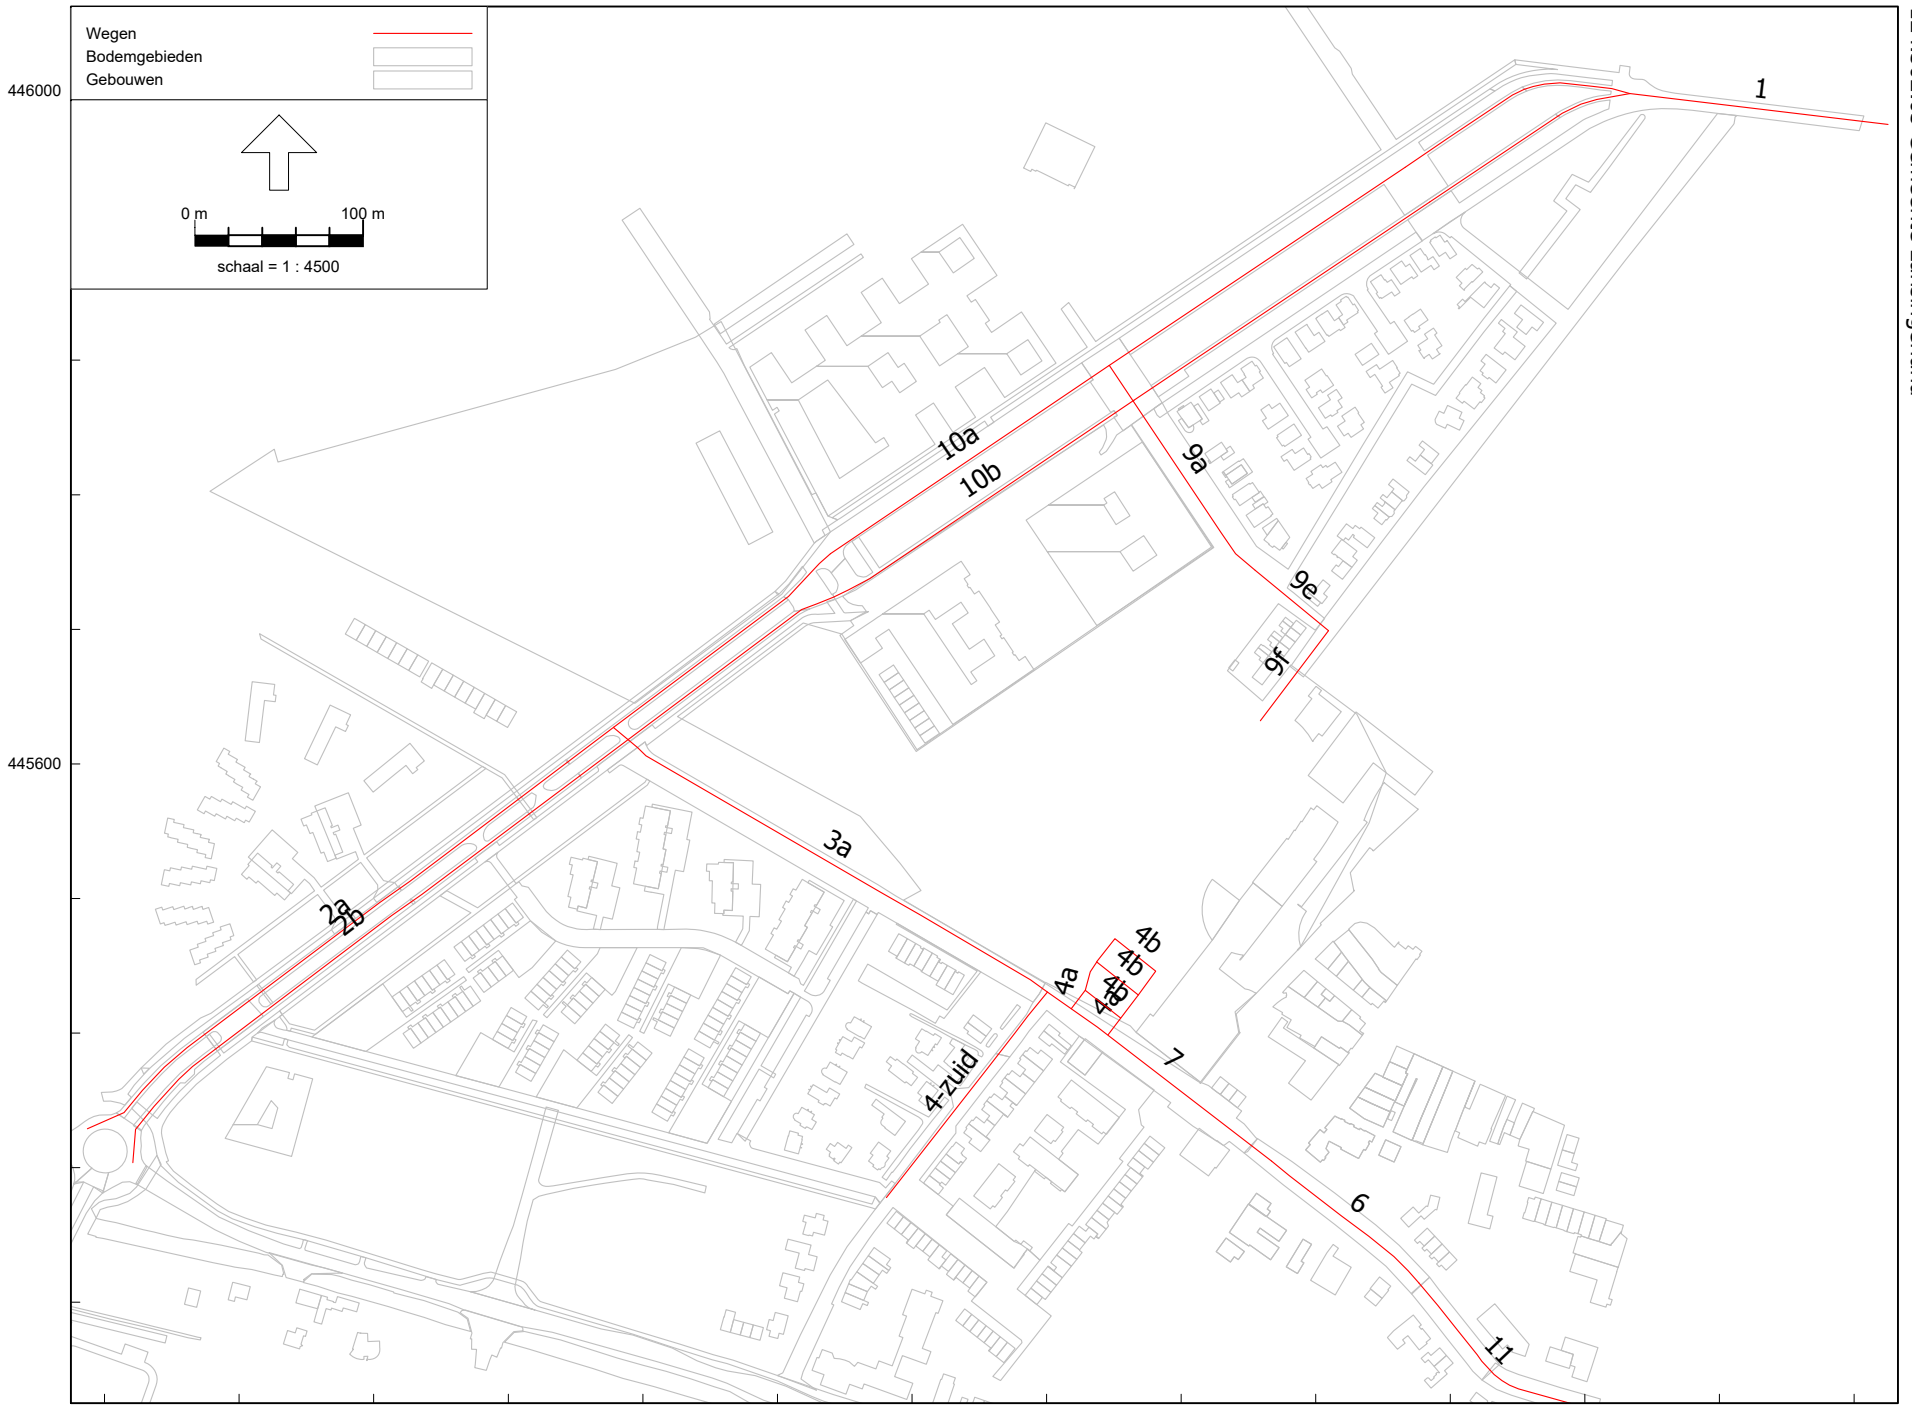 Wegen
Bodemgebieden
Gebouwen
446000
0 m 100 m
schaal = 1 : 4500
1
10a
10b
9a
9e
9f
445600
3a
2a
2b
4b
4b
4b
4a
4a
7
4-zuid
6
11